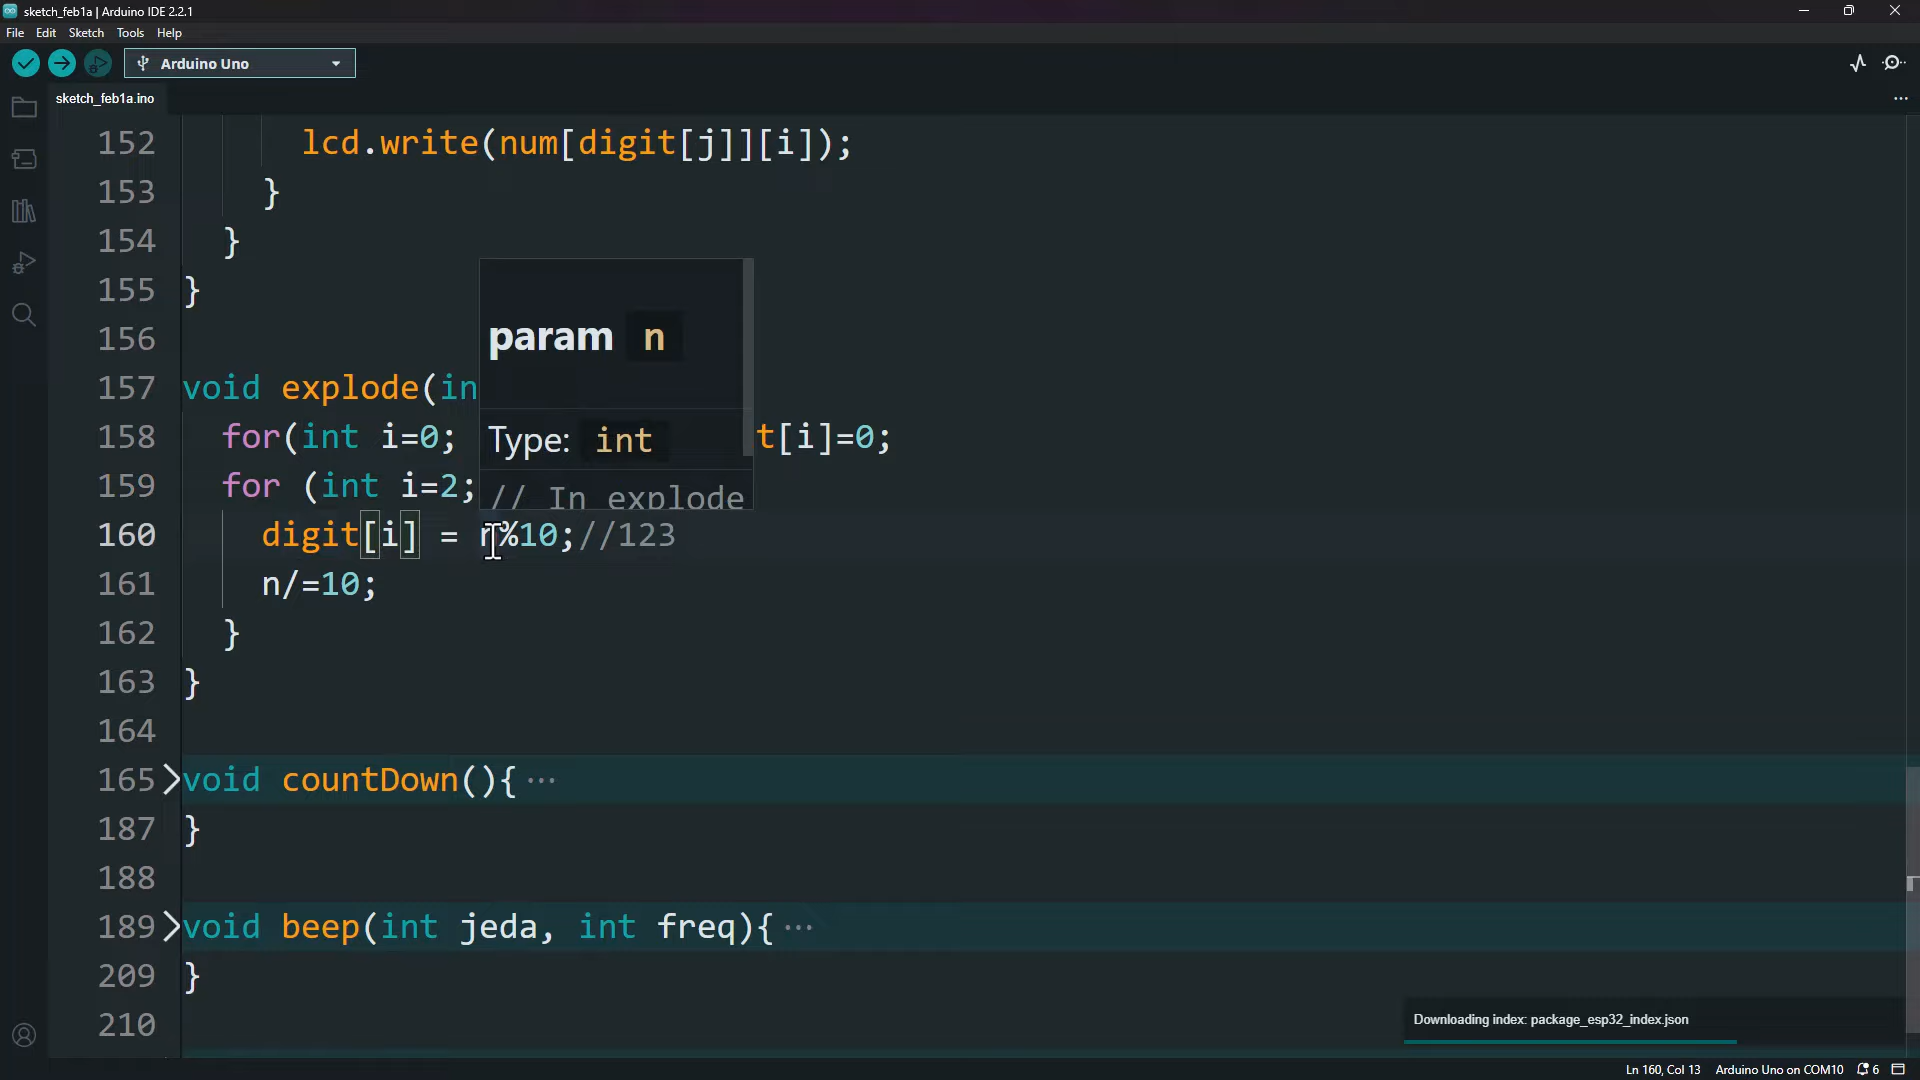 sketch_feb1a | Arduino IDE 2.2.1
File Edit Sketch Tools Help
Arduino Uno
sketch_feb1a.ino
152 lcd.write(num[digit[j]][i]);
153 }
154 }
155 }
156
param n
157 void explode(in
158 for(int i=0; t[i]=0;
Type: int
159 for (int i=2;
// In explode
160 digit[i] = n%10;//123
161 n/=10;
162 }
163 }
164
165 void countDown(){ ···
187 }
188
189 void beep(int jeda, int freq){ ···
209 }
210
Downloading index: package_esp32_index.json
Ln 160, Col 13 Arduino Uno on COM10 6